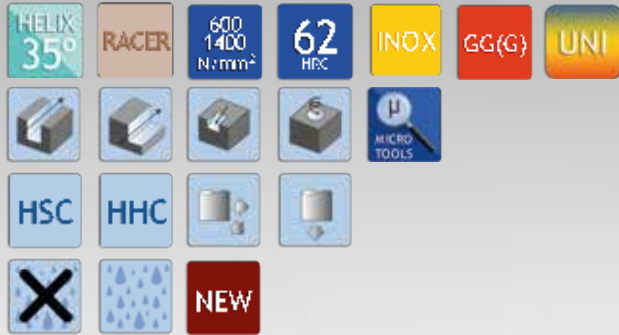 HELIX
35°
RACER
600
1400
N/mm²
62
HRC
INOX
GG(G)
UNI
µ
MICRO
TOOLS
HSC
HHC
NEW